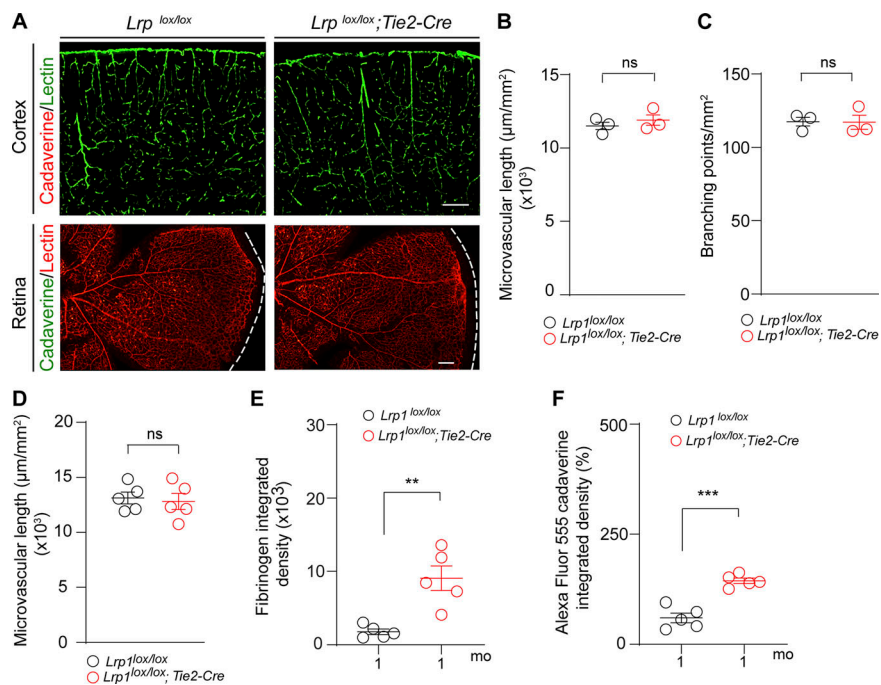 A
Lrp lox/lox
Lrp lox/lox;Tie2-Cre
Cortex
Cadaverine/Lectin
Retina
Cadaverine/Lectin
B
Microvascular length (µm/mm²)
(x10³)
15
10
5
0
ns
Lrp1lox/lox
Lrp1lox/lox; Tie2-Cre
C
Branching points/mm²
150
100
50
0
ns
Lrp1lox/lox
Lrp1lox/lox; Tie2-Cre
D
Microvascular length (µm/mm²)
(x10³)
20
15
10
5
0
ns
Lrp1lox/lox
Lrp1lox/lox; Tie2-Cre
E
Lrp1 lox/lox
Lrp1lox/lox;Tie2-Cre
Fibrinogen integrated
density (x10³)
30
20
10
0
**
1 1 mo
F
Lrp1 lox/lox
Lrp1lox/lox;Tie2-Cre
Alexa Fluor 555 cadaverine
integrated density (%)
500
250
0
***
1 1 mo